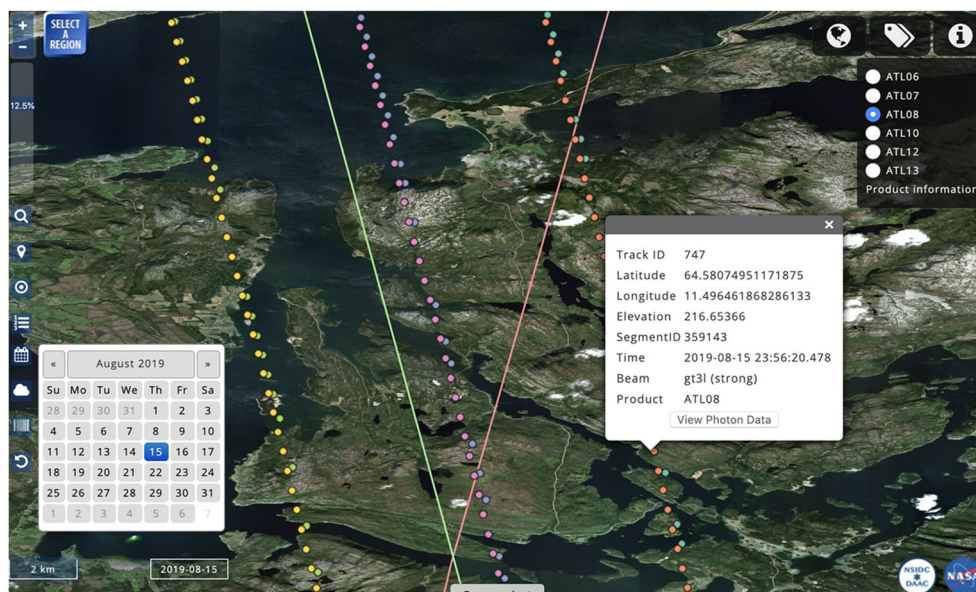 +
−
SELECT
A
REGION
12.5%
ATL06
ATL07
ATL08
ATL10
ATL12
ATL13
Product information
×
Track ID 747
Latitude 64.58074951171875
Longitude 11.496461868286133
Elevation 216.65366
SegmentID 359143
Time 2019-08-15 23:56:20.478
Beam gt3l (strong)
Product ATL08
View Photon Data
« August 2019 »
Su Mo Tu We Th Fr Sa
28 29 30 31 1 2 3
4 5 6 7 8 9 10
11 12 13 14 15 16 17
18 19 20 21 22 23 24
25 26 27 28 29 30 31
1 2 3 4 5 6 7
2 km
2019-08-15
NSIDC
DAAC
NASA